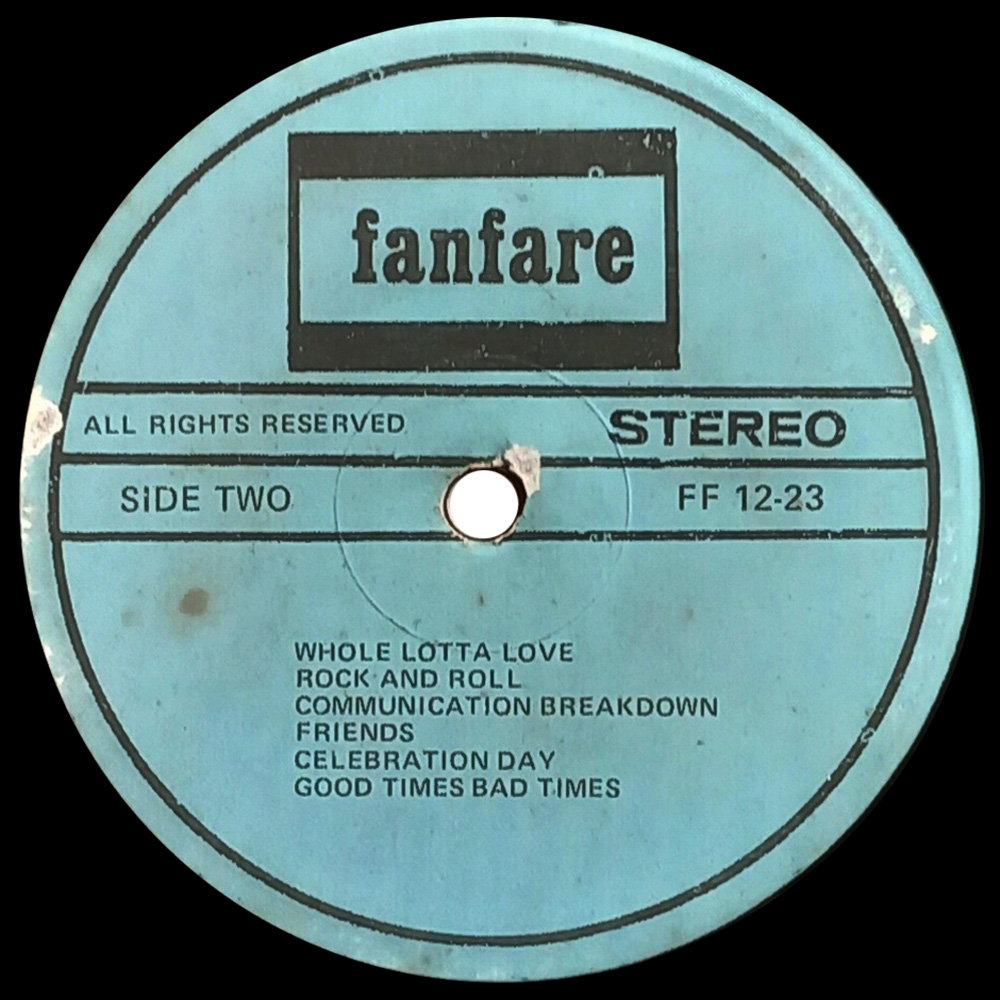 fanfare
ALL RIGHTS RESERVED
STEREO
SIDE TWO
FF 12-23
WHOLE LOTTA LOVE
ROCK AND ROLL
COMMUNICATION BREAKDOWN
FRIENDS
CELEBRATION DAY
GOOD TIMES BAD TIMES